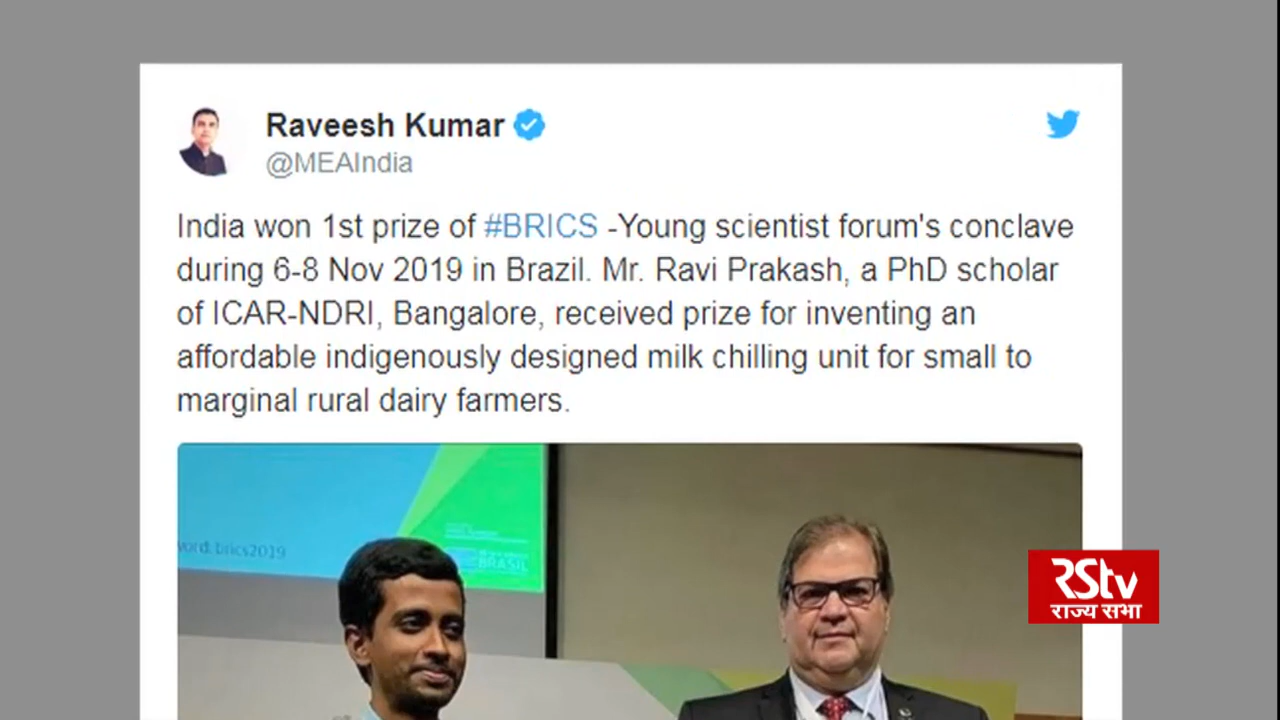 Raveesh Kumar
@MEAIndia
India won 1st prize of #BRICS -Young scientist forum's conclave
during 6-8 Nov 2019 in Brazil. Mr. Ravi Prakash, a PhD scholar
of ICAR-NDRI, Bangalore, received prize for inventing an
affordable indigenously designed milk chilling unit for small to
marginal rural dairy farmers.
brics2019
BRASIL
RStv
राज्य सभा